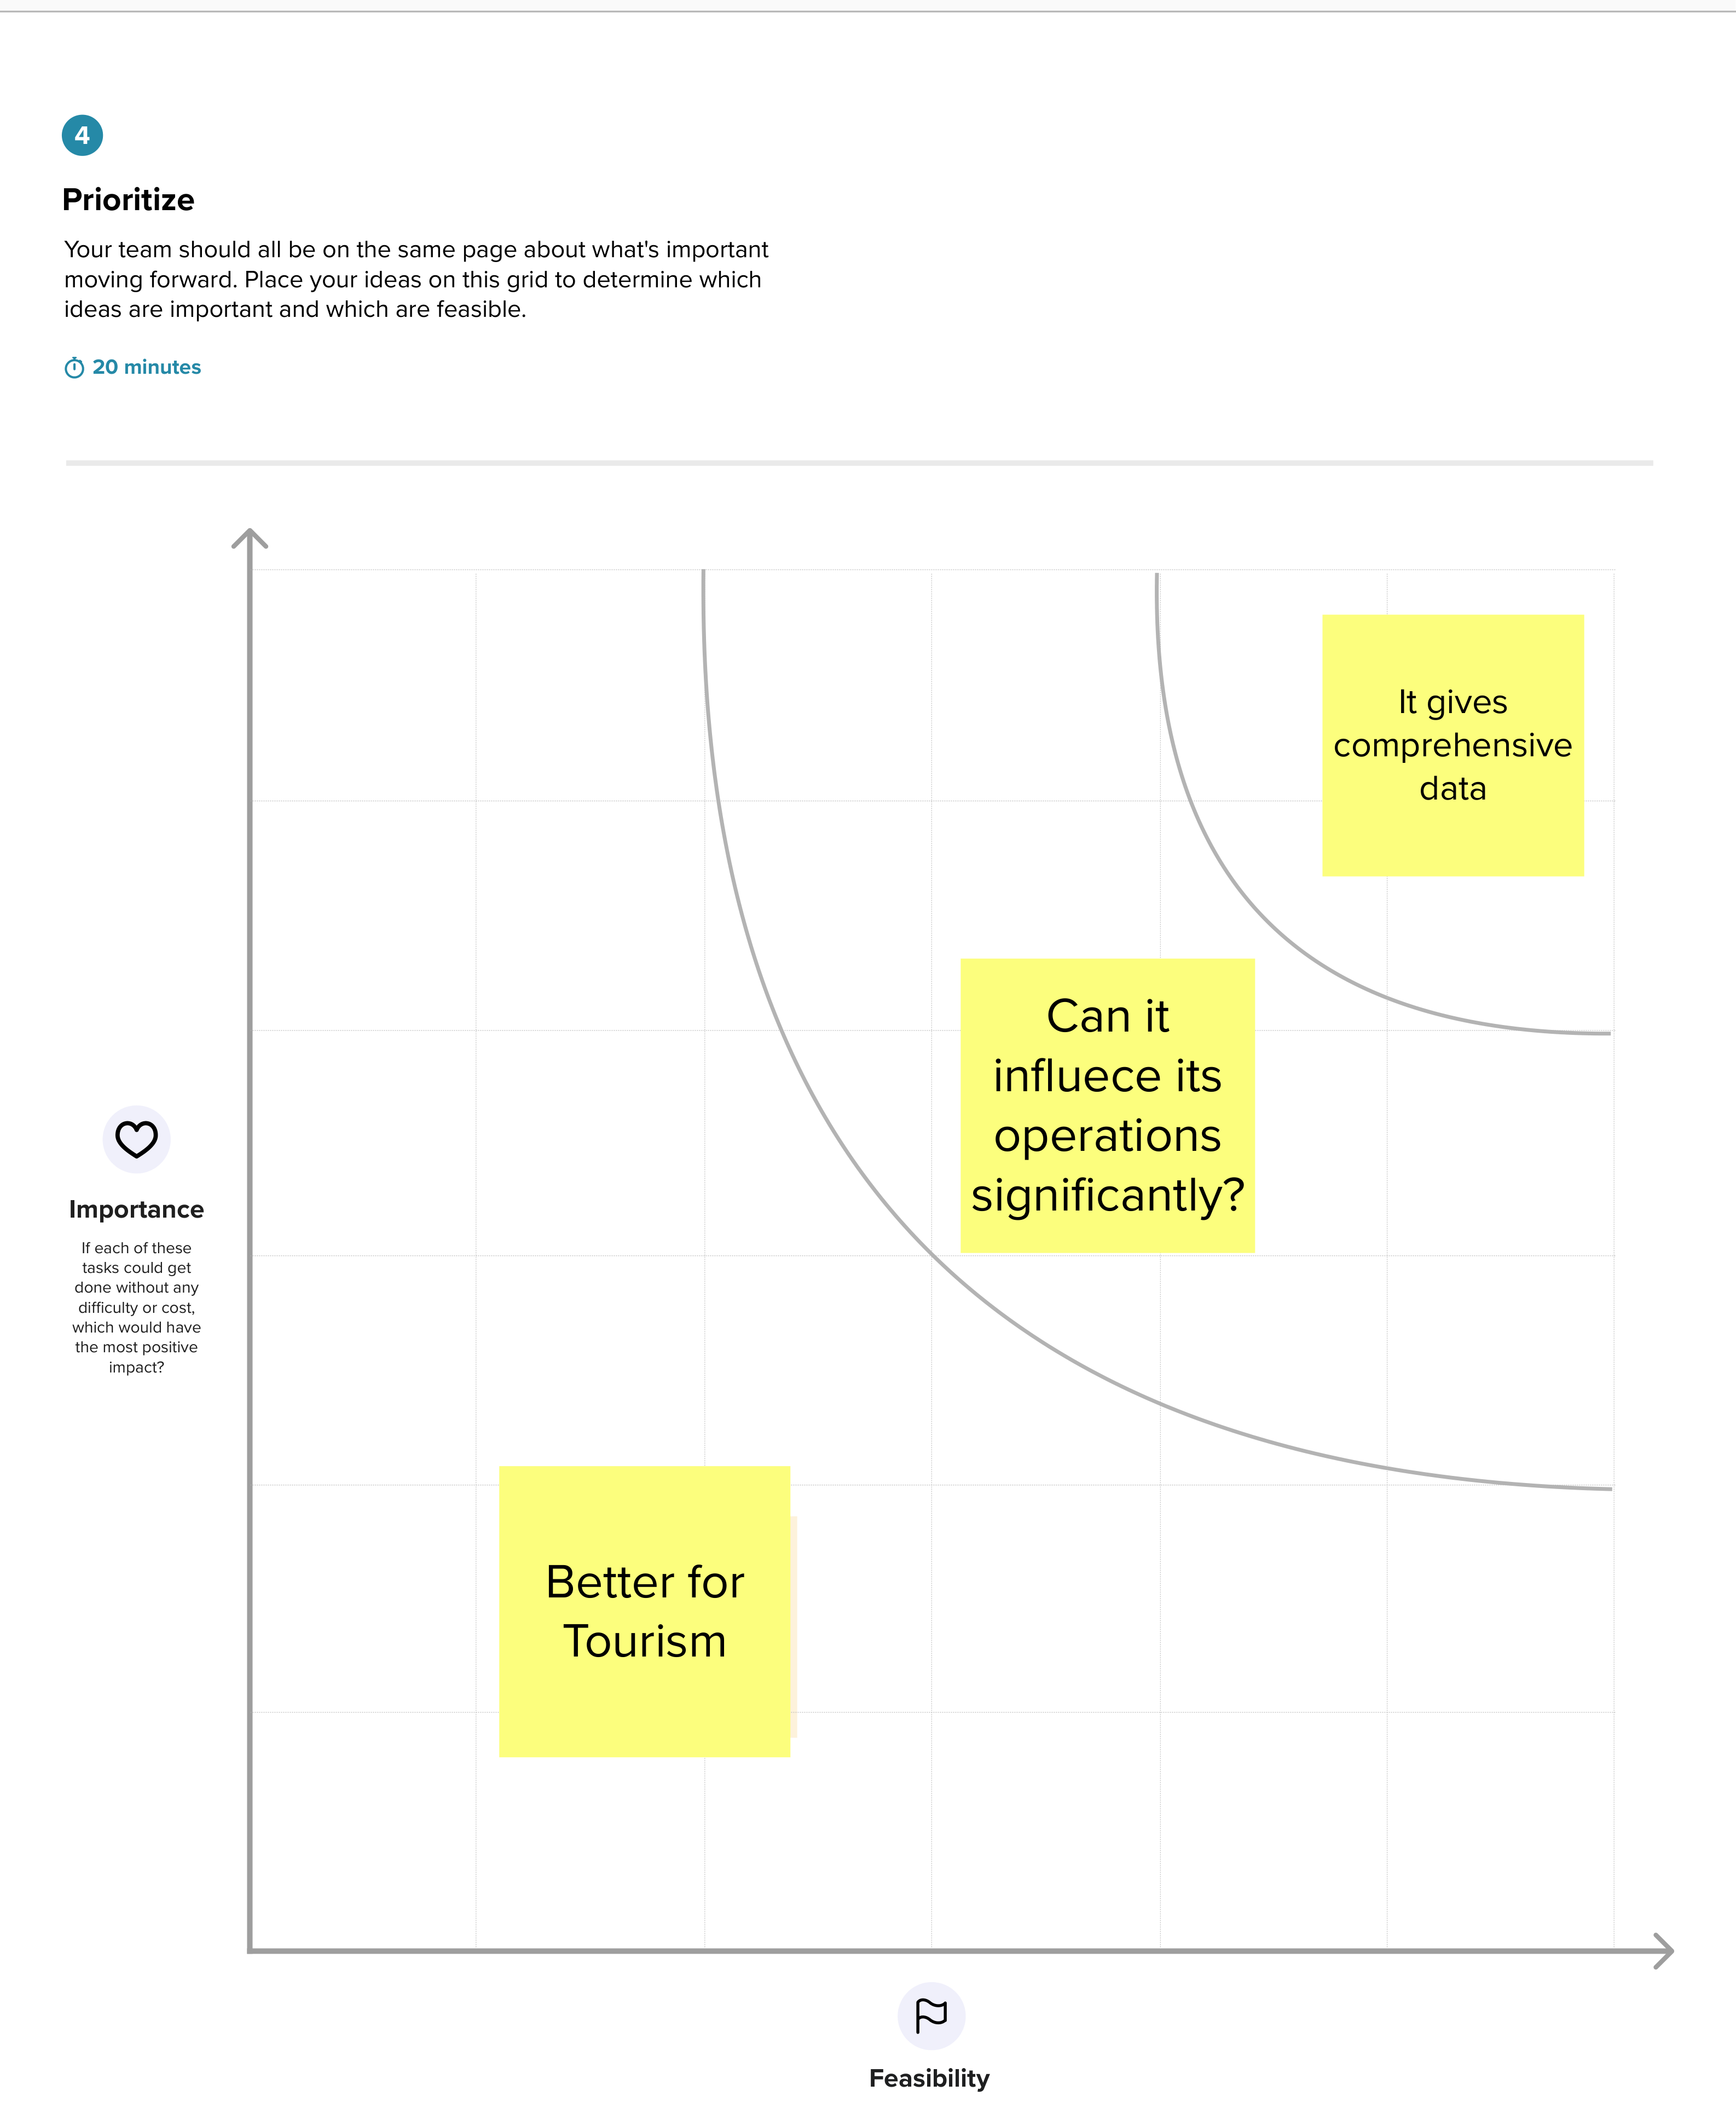 4
Prioritize
Your team should all be on the same page about what's important
moving forward. Place your ideas on this grid to determine which
ideas are important and which are feasible.
20 minutes
It gives
comprehensive
data
Can it
influece its
operations
significantly?
Importance
If each of these
tasks could get
done without any
difficulty or cost,
which would have
the most positive
impact?
Better for
Tourism
Feasibility